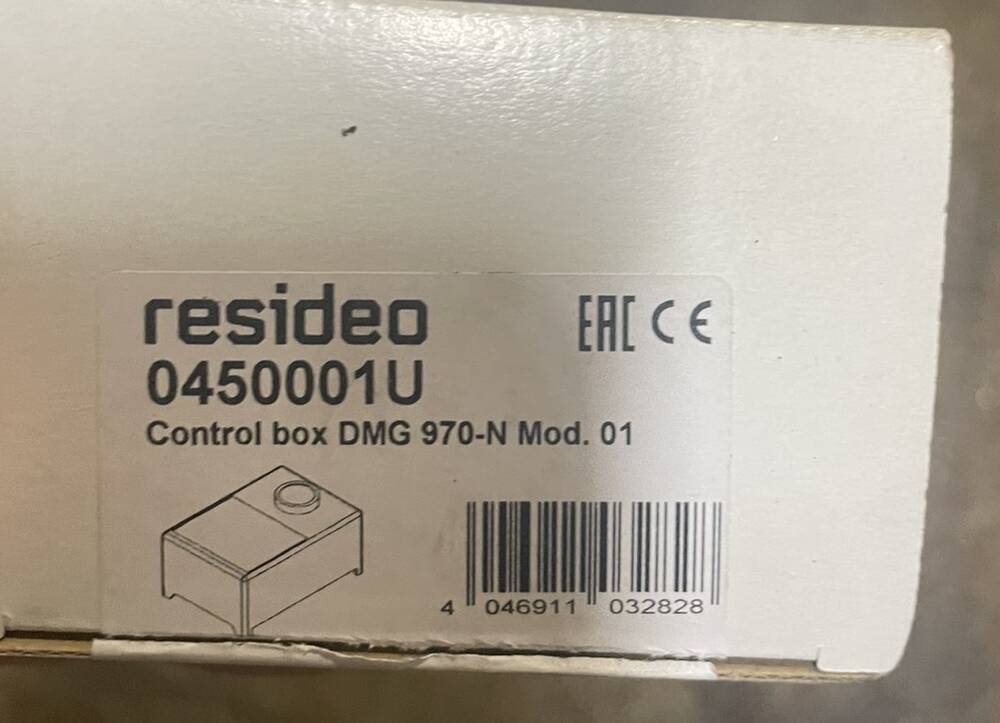 resideo EAC CE
0450001U
Control box DMG 970-N Mod. 01
4 046911 032828